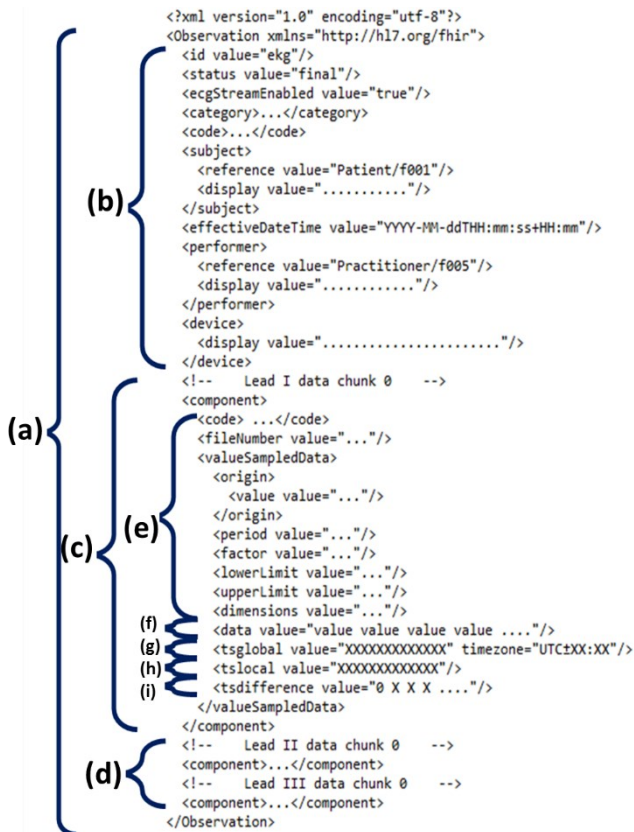 <?xml version="1.0" encoding="utf-8"?>
<Observation xmlns="http://hl7.org/fhir">
<id value="ekg"/>
<status value="final"/>
<ecgStreamEnabled value="true"/>
<category>...</category>
<code>...</code>
<subject>
<reference value="Patient/f001"/>
<display value="..........."/>
(b)
</subject>
<effectiveDateTime value="YYYY-MM-ddTHH:mm:ss+HH:mm"/>
<performer>
<reference value="Practitioner/f005"/>
<display value="............"/>
</performer>
<device>
<display value="......................."/>
</device>
<!-- Lead I data chunk 0 -->
<component>
(a)
<code> ...</code>
<fileNumber value="..."/>
<valueSampledData>
<origin>
<value value="..."/>
</origin>
(e)
<period value="..."/>
(c)
<factor value="..."/>
<lowerLimit value="..."/>
<upperLimit value="..."/>
<dimensions value="..."/>
(f)
<data value="value value value value ...."/>
(g)
<tsglobal value="XXXXXXXXXXXXX" timezone="UTC±XX:XX"/>
(h)
<tslocal value="XXXXXXXXXXXXX"/>
(i)
<tsdifference value="0 X X X ...."/>
</valueSampledData>
</component>
<!-- Lead II data chunk 0 -->
(d)
<component>...</component>
<!-- Lead III data chunk 0 -->
<component>...</component>
</Observation>